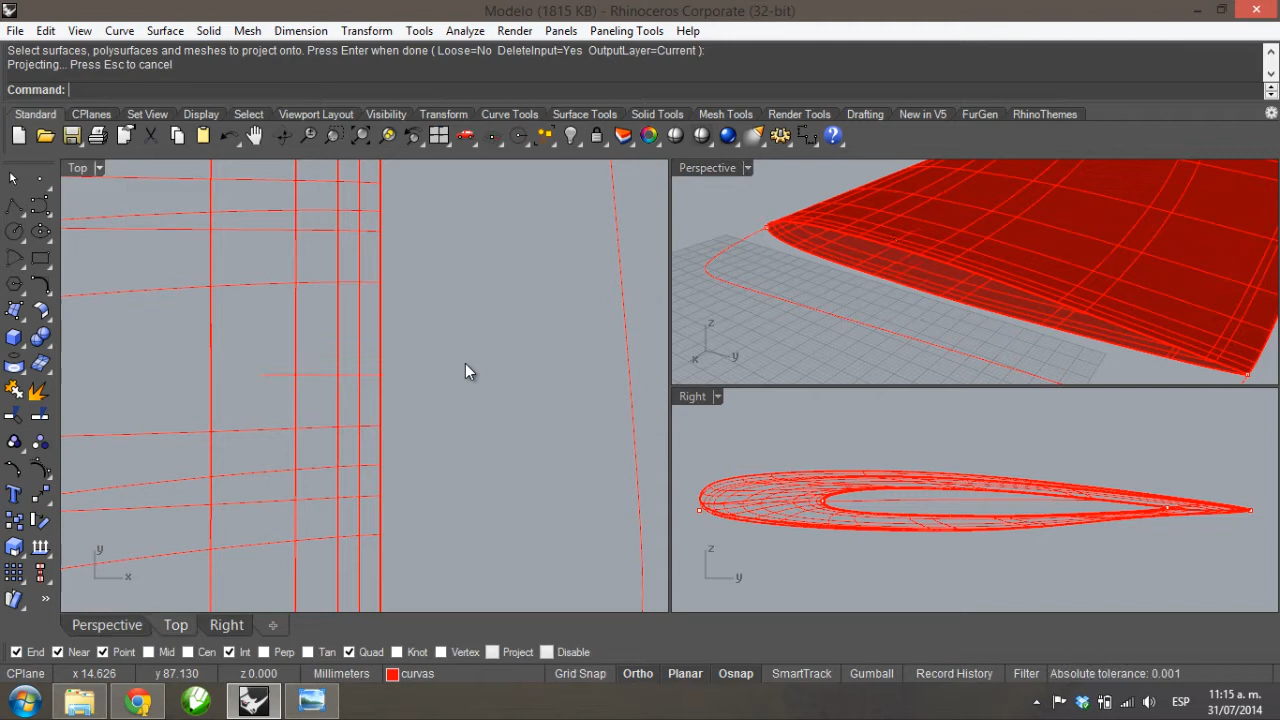 Modelo (1815 KB) - Rhinoceros Corporate (32-bit)
File Edit View Curve Surface Solid Mesh Dimension Transform Tools Analyze Render Panels Paneling Tools Help
Select surfaces, polysurfaces and meshes to project onto. Press Enter when done ( Loose=No DeleteInput=Yes OutputLayer=Current ):
Projecting... Press Esc to cancel
Command:
Standard CPlanes Set View Display Select Viewport Layout Visibility Transform Curve Tools Surface Tools Solid Tools Mesh Tools Render Tools Drafting New in V5 FurGen RhinoThemes
Top
Perspective
z
x y
Right
y
x
z
y
Perspective Top Right
End Near Point Mid Cen Int Perp Tan Quad Knot Vertex Project Disable
CPlane x 14.626 y 87.130 z 0.000 Millimeters curvas Grid Snap Ortho Planar Osnap SmartTrack Gumball Record History Filter Absolute tolerance: 0.001
ESP
11:15 a. m.
31/07/2014